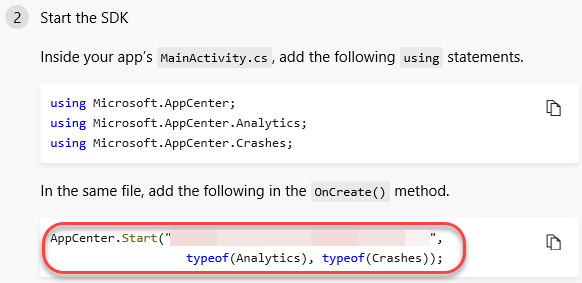 2 Start the SDK
Inside your app's MainActivity.cs, add the following using statements.
using Microsoft.AppCenter;
using Microsoft.AppCenter.Analytics;
using Microsoft.AppCenter.Crashes;
In the same file, add the following in the OnCreate() method.
AppCenter.Start("",
typeof(Analytics), typeof(Crashes));